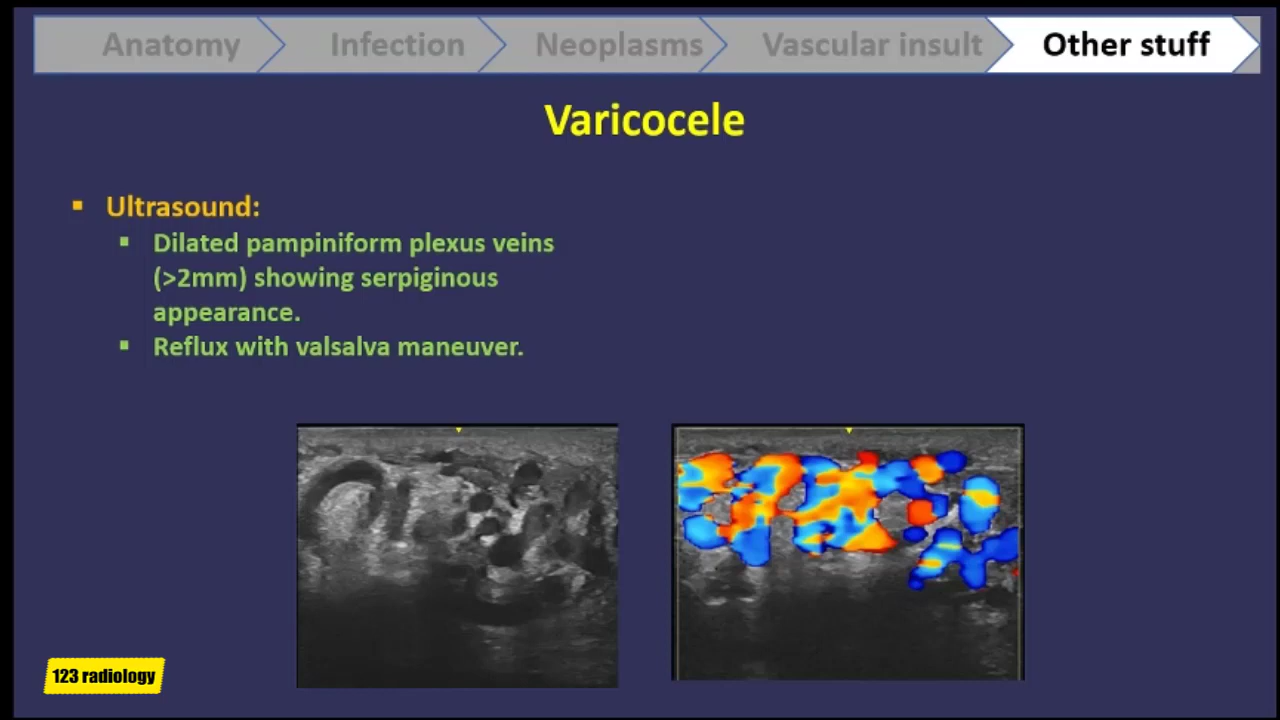 Anatomy
Infection
Neoplasms
Vascular insult
Other stuff
Varicocele
Ultrasound:
Dilated pampiniform plexus veins
(>2mm) showing serpiginous
appearance.
Reflux with valsalva maneuver.
123 radiology